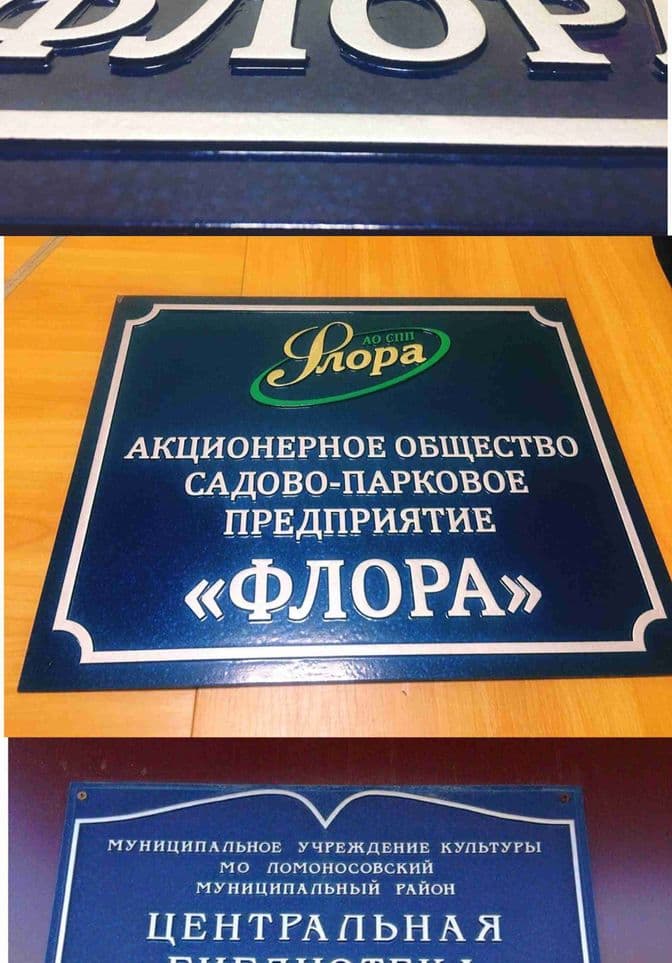 ФЛОР
АО СПП
Флора
АКЦИОНЕРНОЕ ОБЩЕСТВО
САДОВО-ПАРКОВОЕ
ПРЕДПРИЯТИЕ
«ФЛОРА»
МУНИЦИПАЛЬНОЕ УЧРЕЖДЕНИЕ КУЛЬТУРЫ
МО ЛОМОНОСОВСКИЙ
МУНИЦИПАЛЬНЫЙ РАЙОН
ЦЕНТРАЛЬНАЯ